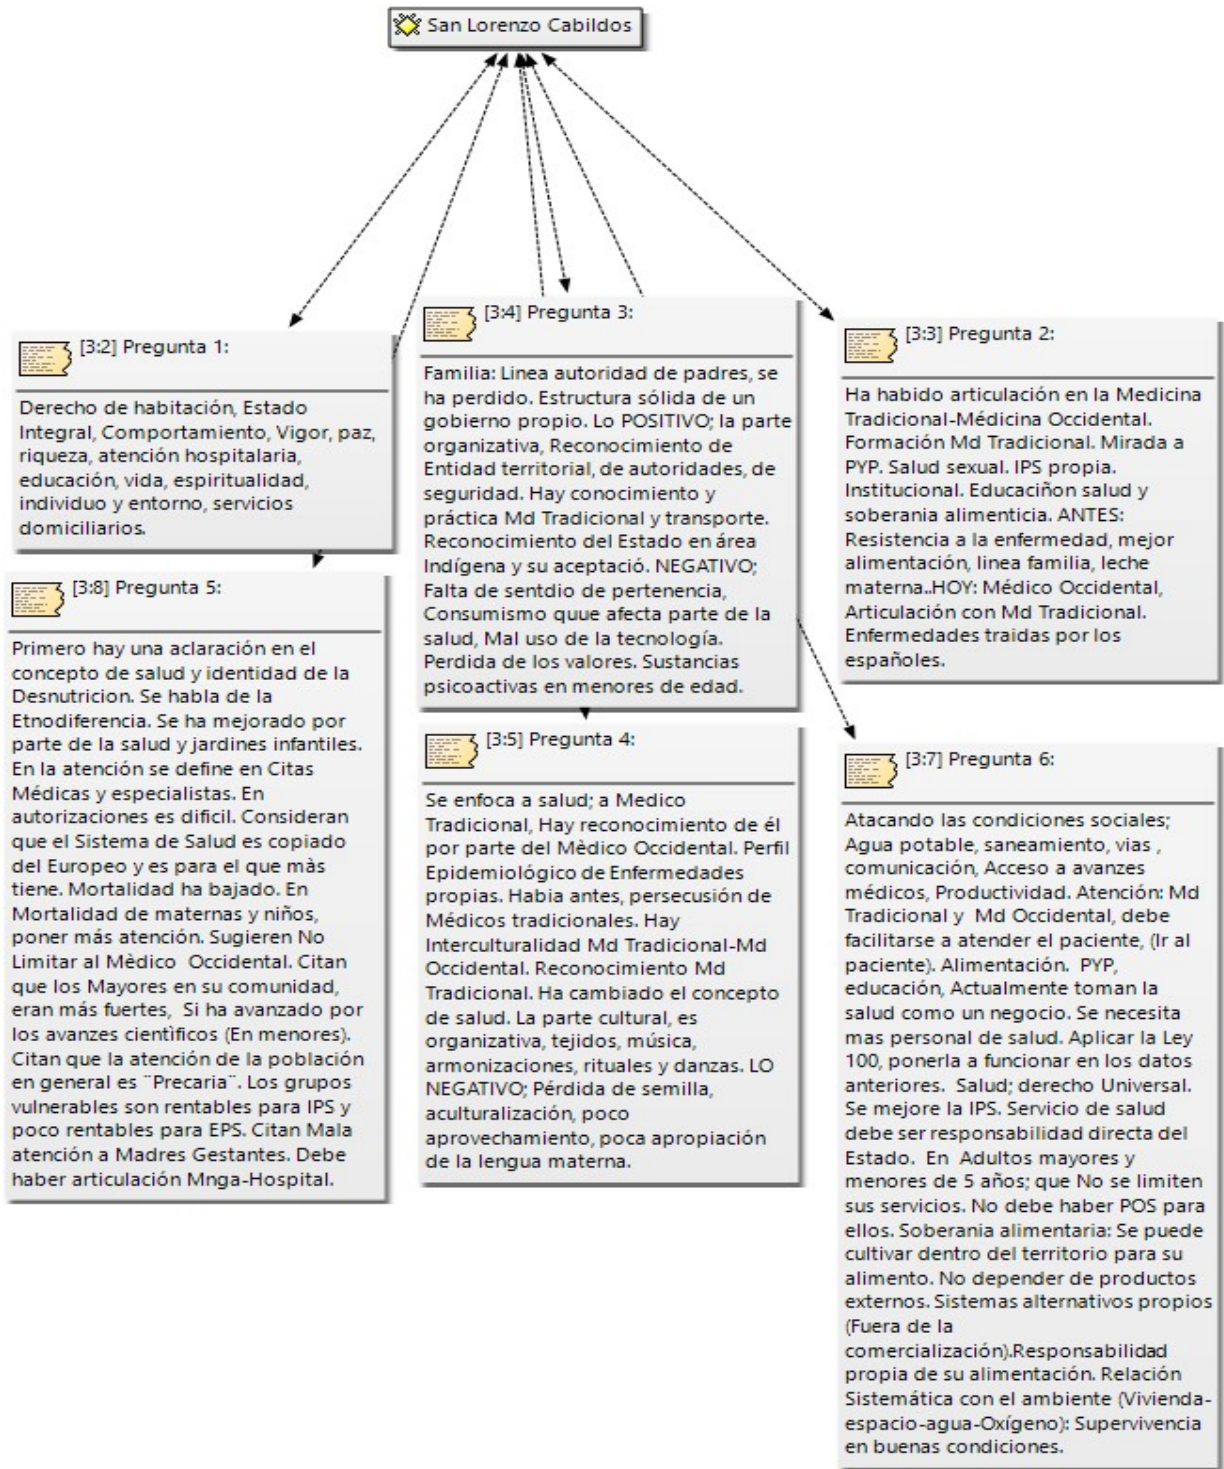 San Lorenzo Cabildos
[3:2] Pregunta 1:
Derecho de habitación, Estado
Integral, Comportamiento, Vigor, paz,
riqueza, atención hospitalaria,
educación, vida, espiritualidad,
individuo y entorno, servicios
domiciliarios.
[3:4] Pregunta 3:
Familia: Linea autoridad de padres, se
ha perdido. Estructura sólida de un
gobierno propio. Lo POSITIVO; la parte
organizativa, Reconocimiento de
Entidad territorial, de autoridades, de
seguridad. Hay conocimiento y
práctica Md Tradicional y transporte.
Reconocimiento del Estado en área
Indígena y su aceptació. NEGATIVO;
Falta de sentdio de pertenencia,
Consumismo quue afecta parte de la
salud, Mal uso de la tecnología.
Perdida de los valores. Sustancias
psicoactivas en menores de edad.
[3:3] Pregunta 2:
Ha habido articulación en la Medicina
Tradicional-Médicina Occidental.
Formación Md Tradicional. Mirada a
PYP. Salud sexual. IPS propia.
Institucional. Educaciñon salud y
soberania alimenticia. ANTES:
Resistencia a la enfermedad, mejor
alimentación, linea familia, leche
materna..HOY: Médico Occidental,
Articulación con Md Tradicional.
Enfermedades traidas por los
españoles.
[3:8] Pregunta 5:
Primero hay una aclaración en el
concepto de salud y identidad de la
Desnutricion. Se habla de la
Etnodiferencia. Se ha mejorado por
parte de la salud y jardines infantiles.
En la atención se define en Citas
Médicas y especialistas. En
autorizaciones es dificil. Consideran
que el Sistema de Salud es copiado
del Europeo y es para el que màs
tiene. Mortalidad ha bajado. En
Mortalidad de maternas y niños,
poner más atención. Sugieren No
Limitar al Mèdico  Occidental. Citan
que los Mayores en su comunidad,
eran más fuertes,  Si ha avanzado por
los avanzes cientìficos (En menores).
Citan que la atención de la población
en general es ¨Precaria¨. Los grupos
vulnerables son rentables para IPS y
poco rentables para EPS. Citan Mala
atención a Madres Gestantes. Debe
haber articulación Mnga-Hospital.
[3:5] Pregunta 4:
Se enfoca a salud; a Medico
Tradicional, Hay reconocimiento de él
por parte del Mèdico Occidental. Perfil
Epidemiológico de Enfermedades
propias. Habia antes, persecusión de
Médicos tradicionales. Hay
Interculturalidad Md Tradicional-Md
Occidental. Reconocimiento Md
Tradicional. Ha cambiado el concepto
de salud. La parte cultural, es
organizativa, tejidos, música,
armonizaciones, rituales y danzas. LO
NEGATIVO; Pérdida de semilla,
aculturalización, poco
aprovechamiento, poca apropiación
de la lengua materna.
[3:7] Pregunta 6:
Atacando las condiciones sociales;
Agua potable, saneamiento, vias ,
comunicación, Acceso a avanzes
médicos, Productividad. Atención: Md
Tradicional y  Md Occidental, debe
facilitarse a atender el paciente, (Ir al
paciente). Alimentación.  PYP,
educación, Actualmente toman la
salud como un negocio. Se necesita
mas personal de salud. Aplicar la Ley
100, ponerla a funcionar en los datos
anteriores.  Salud; derecho Universal.
Se mejore la IPS. Servicio de salud
debe ser responsabilidad directa del
Estado.  En  Adultos mayores y
menores de 5 años; que No se limiten
sus servicios. No debe haber POS para
ellos. Soberania alimentaria: Se puede
cultivar dentro del territorio para su
alimento. No depender de productos
externos. Sistemas alternativos propios
(Fuera de la
comercialización).Responsabilidad
propia de su alimentación. Relación
Sistemática con el ambiente (Vivienda-
espacio-agua-Oxígeno): Supervivencia
en buenas condiciones.